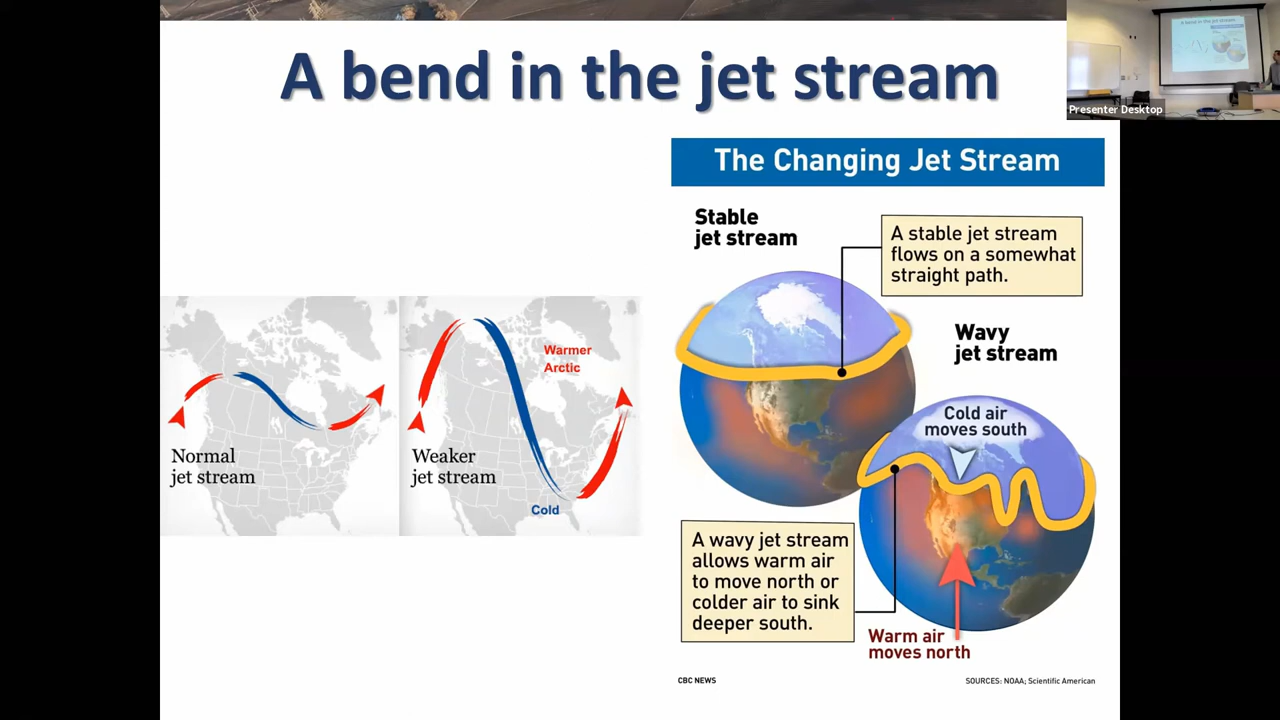 A bend in the jet stream
Presenter Desktop
Normal
jet stream
Weaker
jet stream
Warmer
Arctic
Cold
The Changing Jet Stream
Stable
jet stream
A stable jet stream
flows on a somewhat
straight path.
Wavy
jet stream
Cold air
moves south
A wavy jet stream
allows warm air
to move north or
colder air to sink
deeper south.
Warm air
moves north
CBC NEWS
SOURCES: NOAA; Scientific American